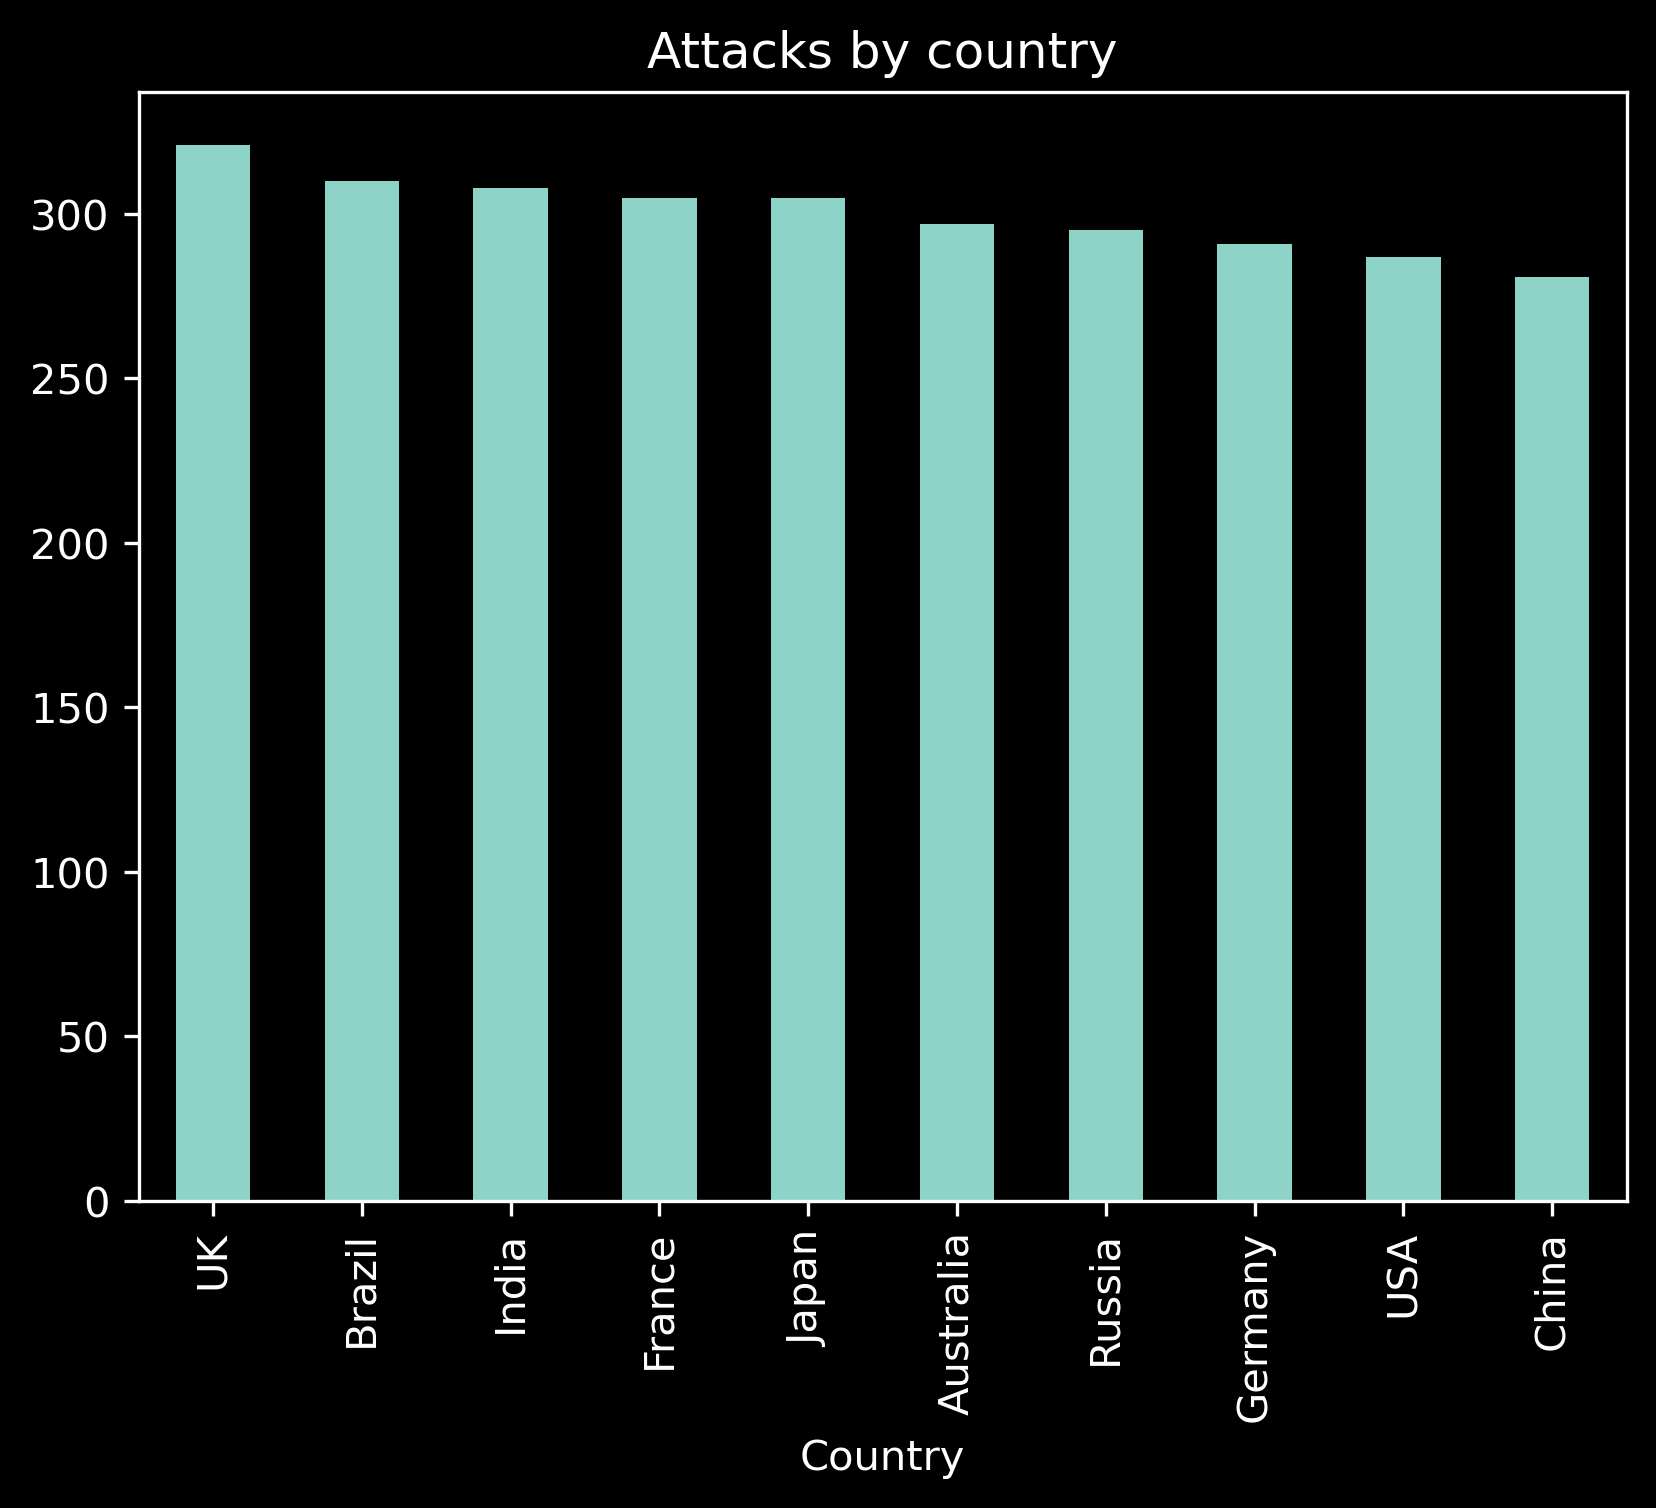 Attacks by country
300
250
200
150
100
50
0
UK
Brazil
India
France
Japan
Australia
Russia
Germany
USA
China
Country